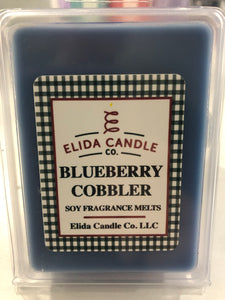 ELIDA CANDLE
CO.
BLUEBERRY
COBBLER
SOY FRAGRANCE MELTS
Elida Candle Co. LLC